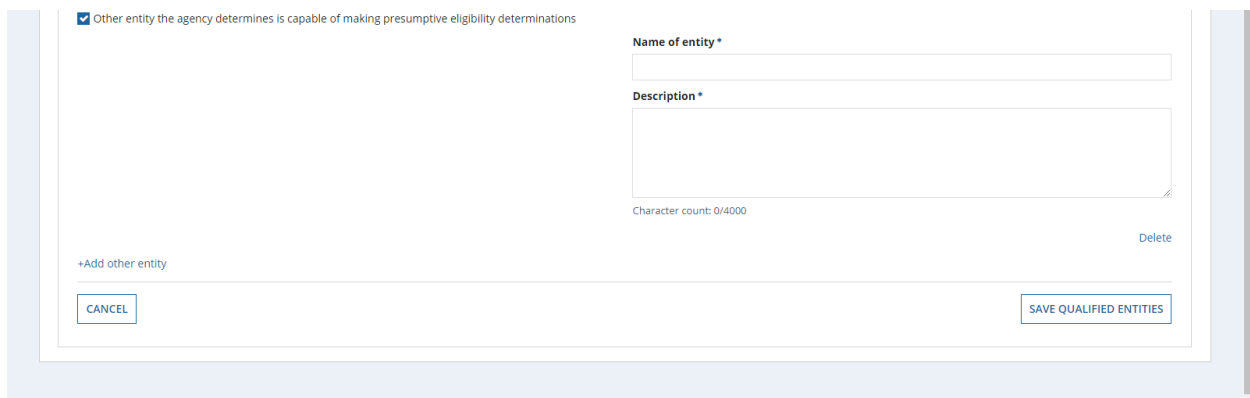 Other entity the agency determines is capable of making presumptive eligibility determinations
Name of entity *
Description *
Character count: 0/4000
Delete
+Add other entity
CANCEL
SAVE QUALIFIED ENTITIES